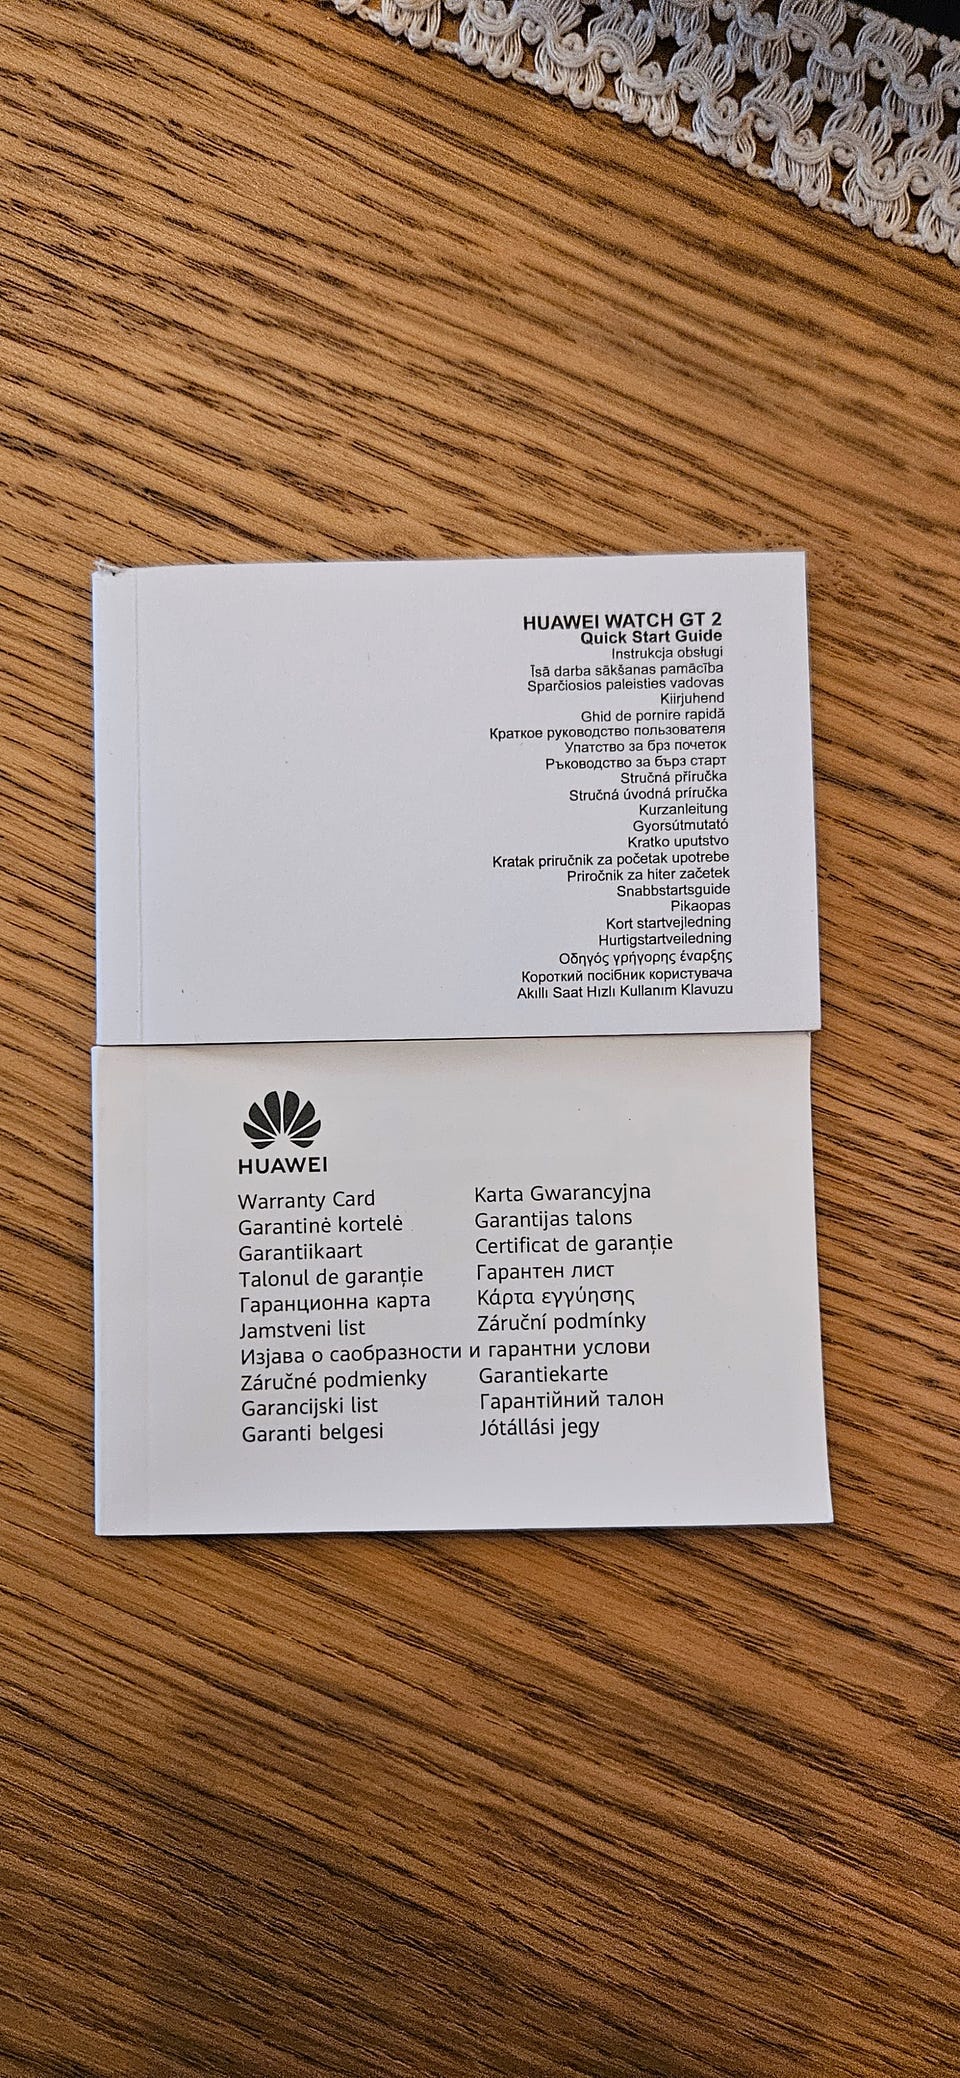 HUAWEI WATCH GT 2
Quick Start Guide
Instrukcja obsługi
Īsā darba sākšanas pamācība
Sparčiosios paleisties vadovas
Kiirjuhend
Ghid de pornire rapidă
Краткое руководство пользователя
Упатство за брз почеток
Ръководство за бърз старт
Stručná příručka
Stručná úvodná príručka
Kurzanleitung
Gyorsútmutató
Kratko uputstvo
Kratak priručnik za početak upotrebe
Priročnik za hiter začetek
Snabbstartsguide
Pikaopas
Kort startvejledning
Hurtigstartveiledning
Οδηγός γρήγορης έναρξης
Короткий посібник користувача
Akıllı Saat Hızlı Kullanım Klavuzu
HUAWEI
Warranty Card Karta Gwarancyjna
Garantinė kortelė Garantijas talons
Garantiikaart Certificat de garanție
Talonul de garanție Гарантен лист
Гаранционна карта Κάρτα εγγύησης
Jamstveni list Záruční podmínky
Изјава о саобразности и гарантни услови
Záručné podmienky Garantiekarte
Garancijski list Гарантійний талон
Garanti belgesi Jótállási jegy